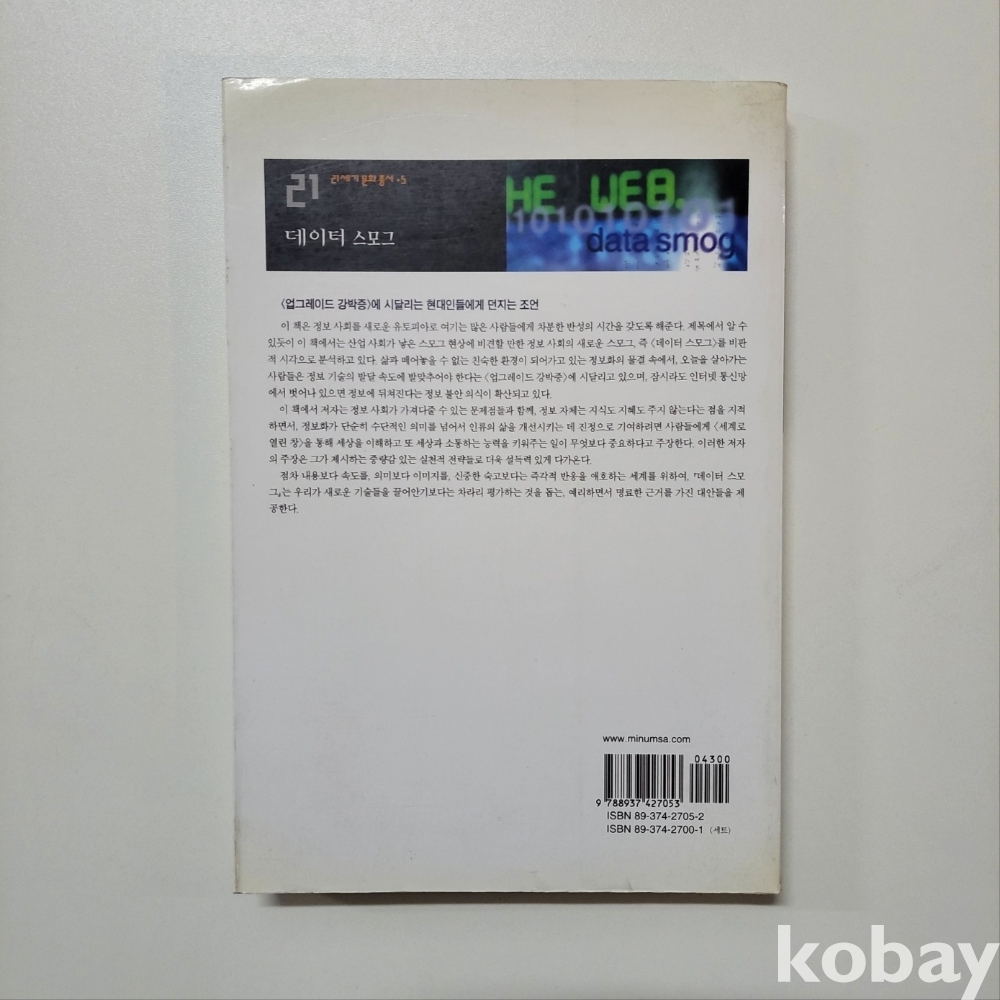 21 21세기 문화 총서 • 5
데이터 스모그
HE WEB.
1010101101
data smog
〈업그레이드 강박증〉에 시달리는 현대인들에게 던지는 조언
이 책은 정보 사회를 새로운 유토피아로 여기는 많은 사람들에게 차분한 반성의 시간을 갖도록 해준다. 제목에서 알 수
있듯이 이 책에서는 산업 사회가 낳은 스모그 현상에 비견할 만한 정보 사회의 새로운 스모그, 즉 〈데이터 스모그〉를 비판
적 시각으로 분석하고 있다. 삶과 떼어놓을 수 없는 친숙한 환경이 되어가고 있는 정보화의 물결 속에서, 오늘을 살아가는
사람들은 정보 기술의 발달 속도에 발맞추어야 한다는 〈업그레이드 강박증〉에 시달리고 있으며, 잠시라도 인터넷 통신망
에서 벗어나 있으면 정보에 뒤쳐진다는 정보 불안 의식이 확산되고 있다.
이 책에서 저자는 정보 사회가 가져다줄 수 있는 문제점들과 함께, 정보 자체는 지식도 지혜도 주지 않는다는 점을 지적
하면서, 정보화가 단순히 수단적인 의미를 넘어서 인류의 삶을 개선시키는 데 진정으로 기여하려면 사람들에게 〈세계로
열린 창〉을 통해 세상을 이해하고 또 세상과 소통하는 능력을 키워주는 일이 무엇보다 중요하다고 주장한다. 이러한 저자
의 주장은 그가 제시하는 중량감 있는 실천적 전략들로 더욱 설득력 있게 다가온다.
점차 내용보다 속도를, 의미보다 이미지를, 신중한 숙고보다는 즉각적 반응을 애호하는 세계를 위하여, 『데이터 스모
그』는 우리가 새로운 기술들을 끌어안기보다는 차라리 평가하는 것을 돕는, 예리하면서 명료한 근거를 가진 대안들을 제
공한다.
www.minumsa.com
04300
9 788937 427053
ISBN 89-374-2705-2
ISBN 89-374-2700-1 (세트)
kobay